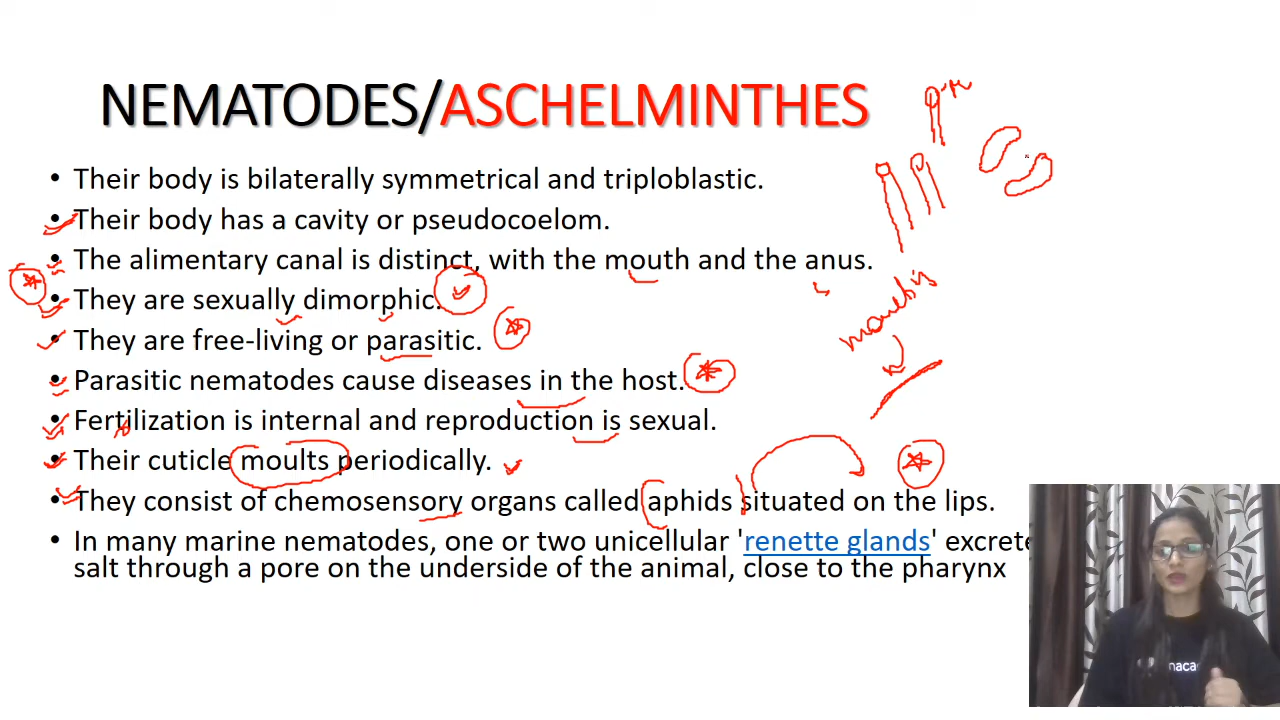 NEMATODES/ASCHELMINTHES
• Their body is bilaterally symmetrical and triploblastic.
• Their body has a cavity or pseudocoelom.
• The alimentary canal is distinct, with the mouth and the anus.
• They are sexually dimorphic.
• They are free-living or parasitic.
• Parasitic nematodes cause diseases in the host.
• Fertilization is internal and reproduction is sexual.
• Their cuticle moults periodically.
• They consist of chemosensory organs called aphids situated on the lips.
• In many marine nematodes, one or two unicellular 'renette glands' excrete
salt through a pore on the underside of the animal, close to the pharynx